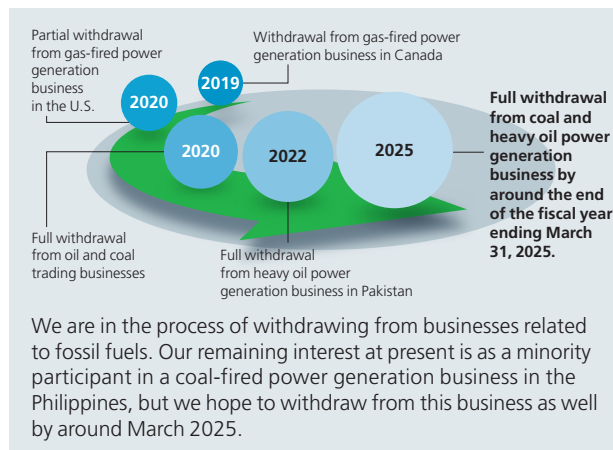 Partial withdrawal
from gas-fired power
generation
business
in the U.S.
Withdrawal from gas-fired power
generation business in Canada
2019
2020
2020
2022
2025
Full withdrawal
from coal and
heavy oil power
generation
business by
around the end
of the fiscal year
ending March
31, 2025.
Full withdrawal
from oil and coal
trading businesses
Full withdrawal
from heavy oil power
generation business in Pakistan
We are in the process of withdrawing from businesses related
to fossil fuels. Our remaining interest at present is as a minority
participant in a coal-fired power generation business in the
Philippines, but we hope to withdraw from this business as well
by around March 2025.